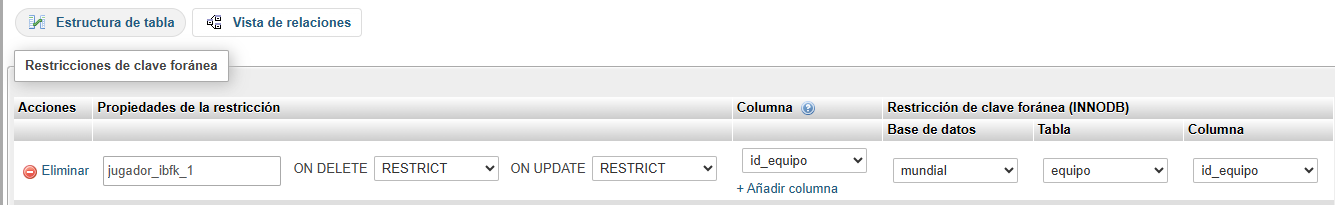 Estructura de tabla Vista de relaciones
Restricciones de clave foránea
Acciones Propiedades de la restricción Columna Restricción de clave foránea (INNODB)
Base de datos Tabla Columna
Eliminar jugador_ibfk_1 ON DELETE RESTRICT ON UPDATE RESTRICT id_equipo mundial equipo id_equipo
+ Añadir columna